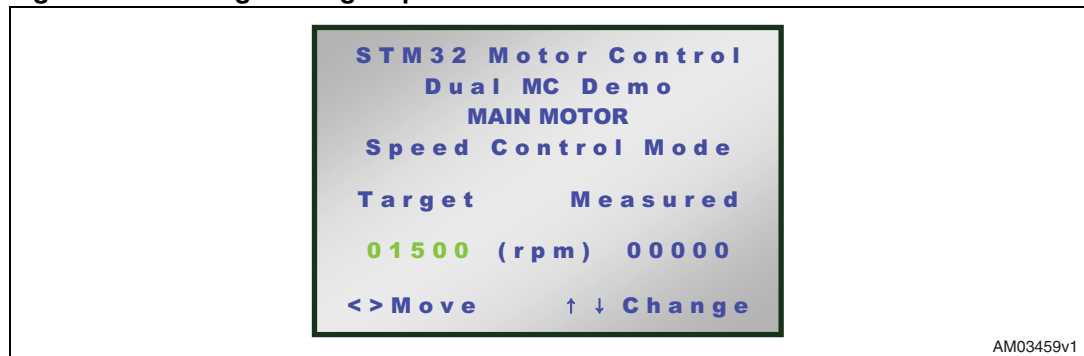 STM32 Motor Control
Dual MC Demo
MAIN MOTOR
Speed Control Mode
Target Measured
01500 (rpm) 00000
<>Move ↑↓Change
AM03459v1